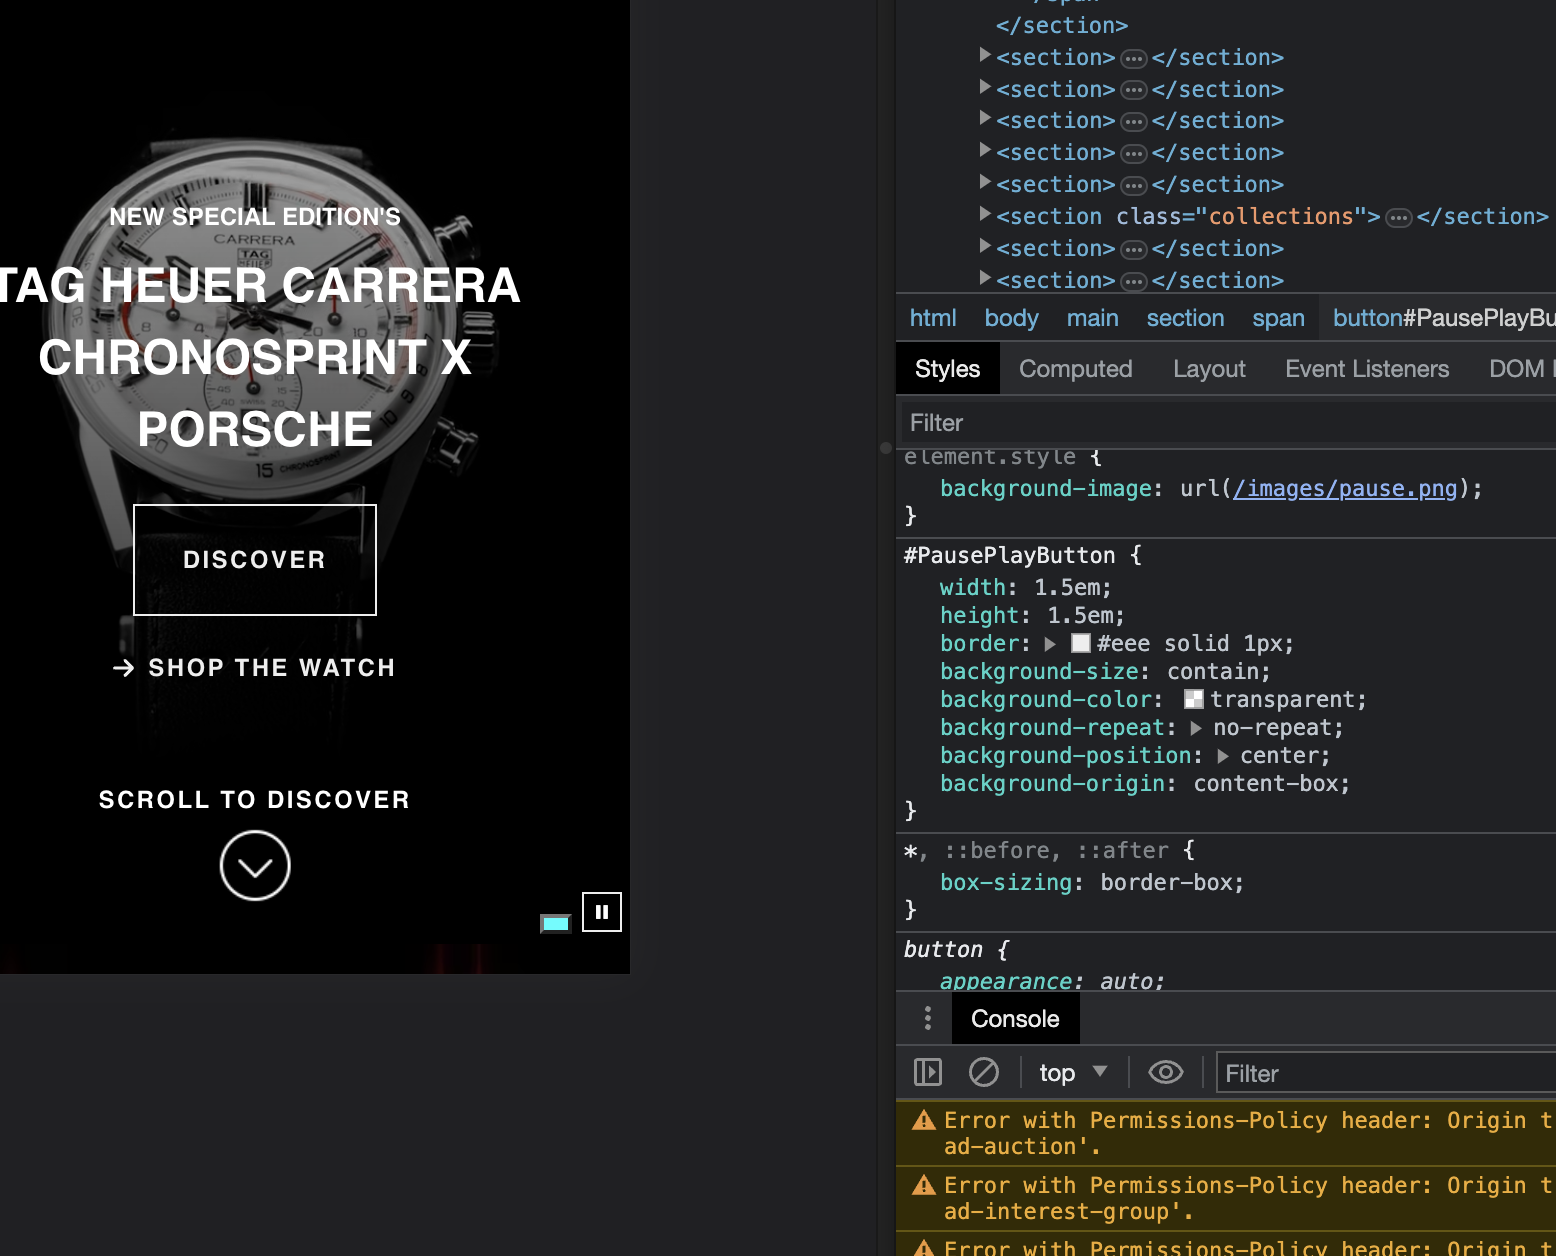 NEW SPECIAL EDITION'S
CARRERA
TAG
HEUER
TAG HEUER CARRERA
CHRONOSPRINT X
PORSCHE
15 CHRONOSPRINT
DISCOVER
→ SHOP THE WATCH
SCROLL TO DISCOVER
</section>
<section> ⋯ </section>
<section> ⋯ </section>
<section> ⋯ </section>
<section> ⋯ </section>
<section> ⋯ </section>
<section class="collections"> ⋯ </section>
<section> ⋯ </section>
<section> ⋯ </section>
html body main section span button#PausePlayBu
Styles Computed Layout Event Listeners DOM
Filter
element.style {
background-image: url(/images/pause.png);
}
#PausePlayButton {
width: 1.5em;
height: 1.5em;
border: #eee solid 1px;
background-size: contain;
background-color: transparent;
background-repeat: no-repeat;
background-position: center;
background-origin: content-box;
}
*, ::before, ::after {
box-sizing: border-box;
}
button {
appearance: auto;
Console
top Filter
Error with Permissions-Policy header: Origin t
ad-auction'.
Error with Permissions-Policy header: Origin t
ad-interest-group'.
Error with Permissions-Policy header: Origin t